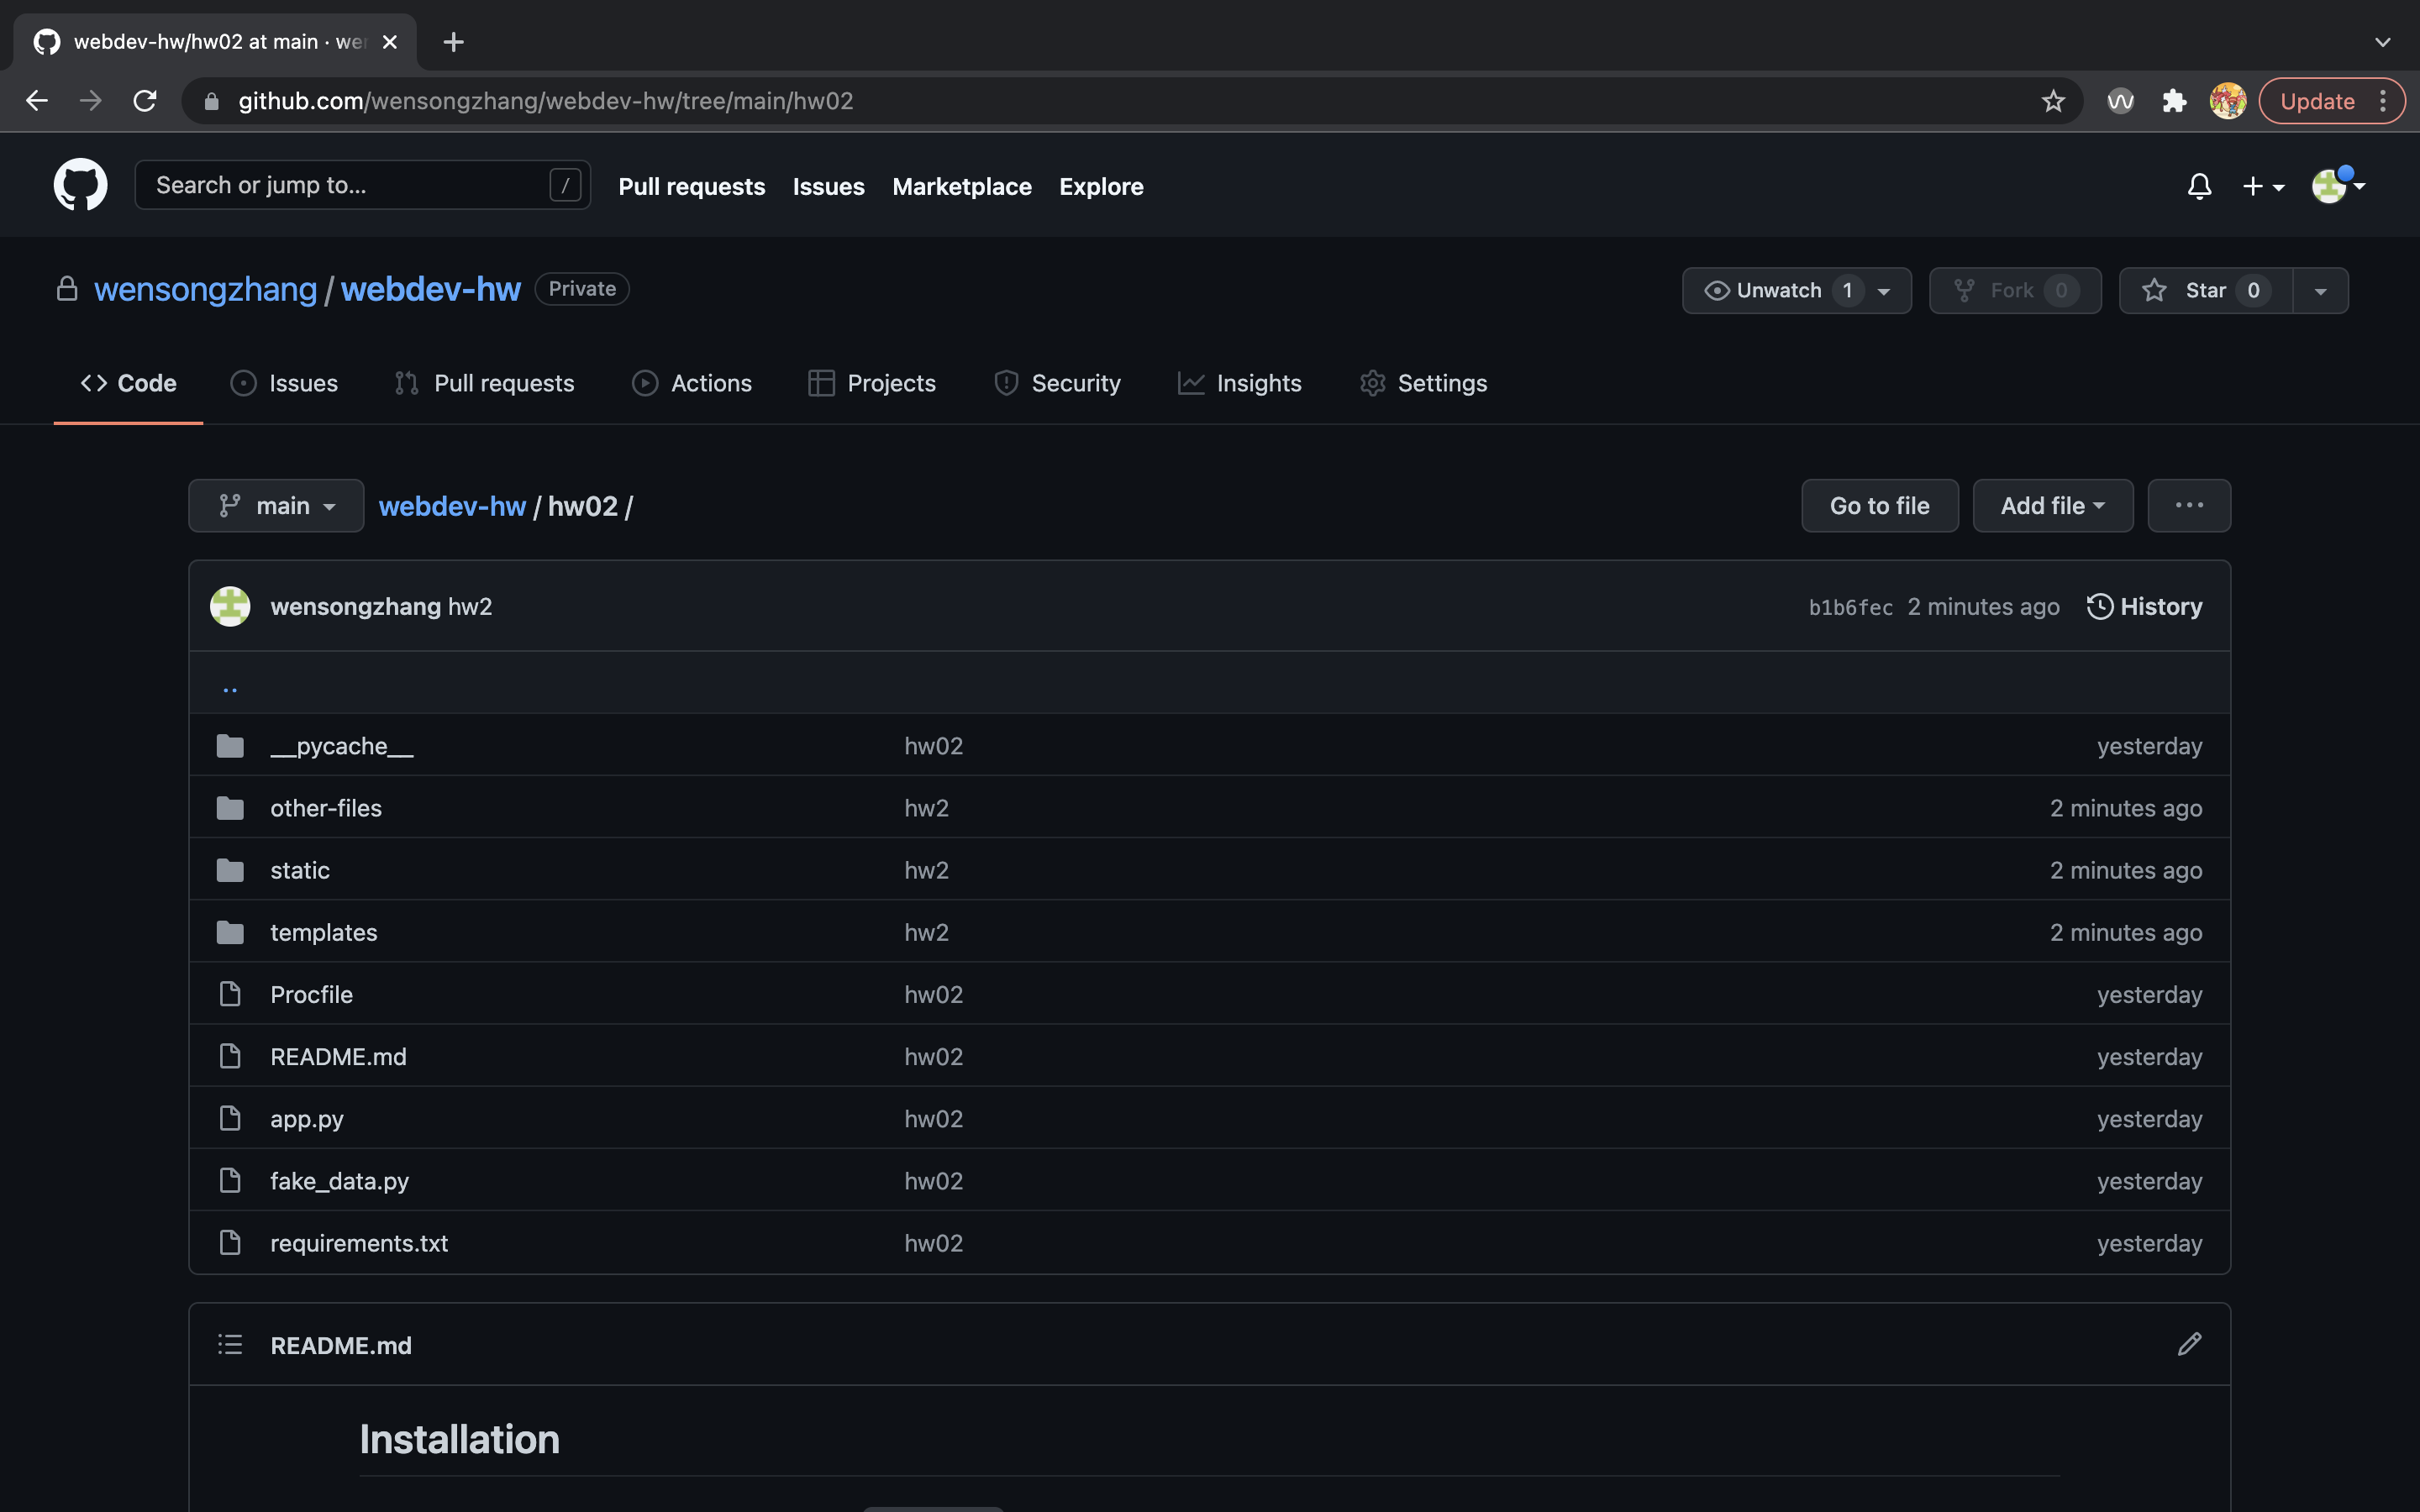 webdev-hw/hw02 at main · we
github.com/wensongzhang/webdev-hw/tree/main/hw02
Update
Search or jump to...
/
Pull requests
Issues
Marketplace
Explore
wensongzhang / webdev-hw
Private
Unwatch 1
Fork 0
Star 0
Code
Issues
Pull requests
Actions
Projects
Security
Insights
Settings
main
webdev-hw / hw02 /
Go to file
Add file
...
wensongzhang hw2
b1b6fec 2 minutes ago
History
..
__pycache__ hw02 yesterday
other-files hw2 2 minutes ago
static hw2 2 minutes ago
templates hw2 2 minutes ago
Procfile hw02 yesterday
README.md hw02 yesterday
app.py hw02 yesterday
fake_data.py hw02 yesterday
requirements.txt hw02 yesterday
README.md
Installation